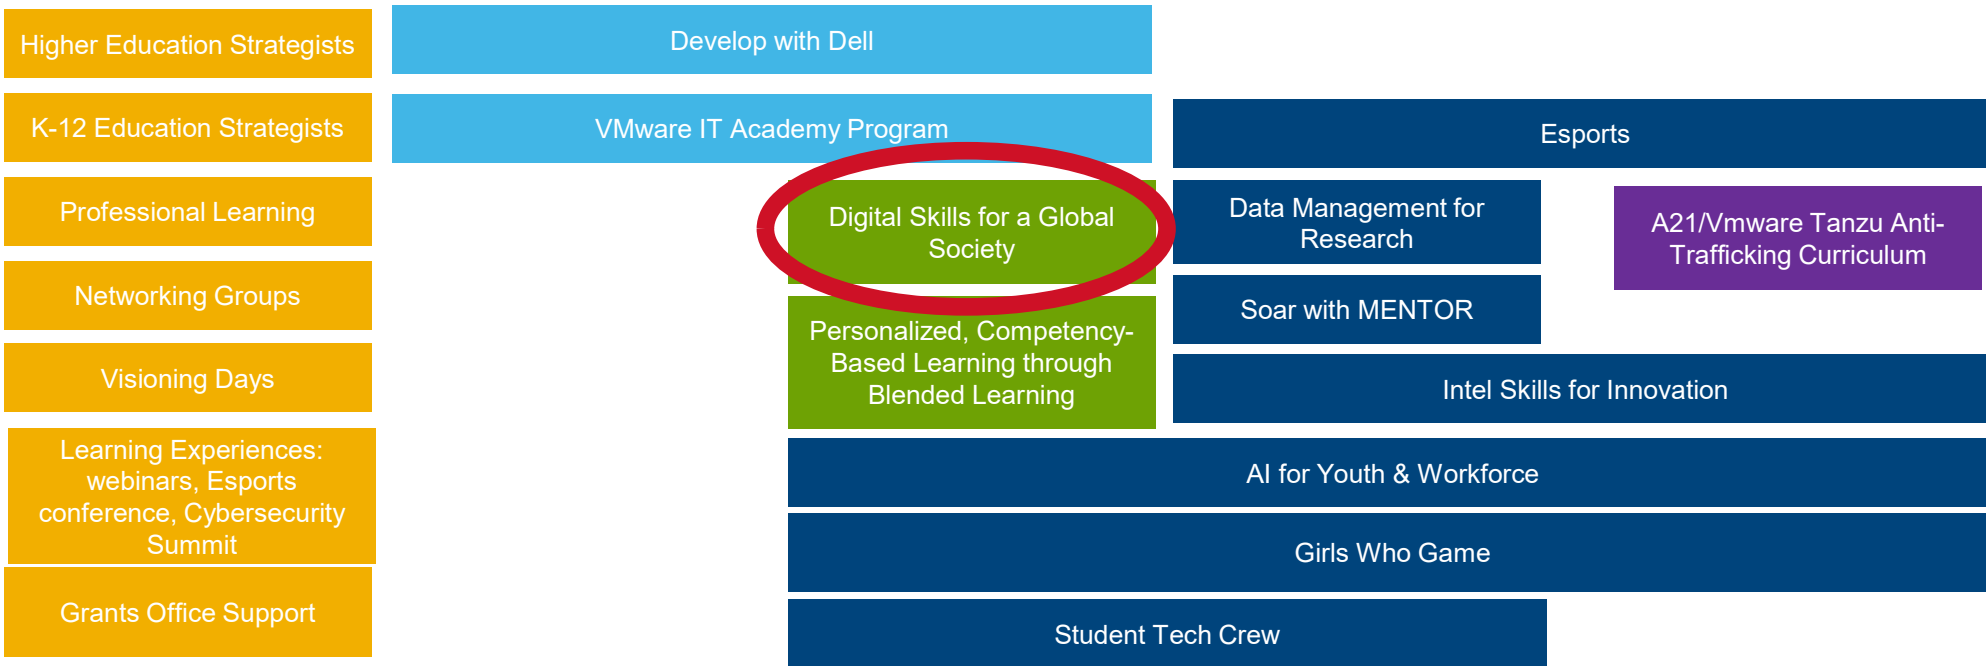 Higher Education Strategists
K-12 Education Strategists
Professional Learning
Networking Groups
Visioning Days
Learning Experiences:
webinars, Esports
conference, Cybersecurity
Summit
Grants Office Support
Develop with Dell
VMware IT Academy Program
Digital Skills for a Global
Society
Personalized, Competency-
Based Learning through
Blended Learning
Esports
Data Management for
Research
A21/Vmware Tanzu Anti-
Trafficking Curriculum
Soar with MENTOR
Intel Skills for Innovation
AI for Youth & Workforce
Girls Who Game
Student Tech Crew